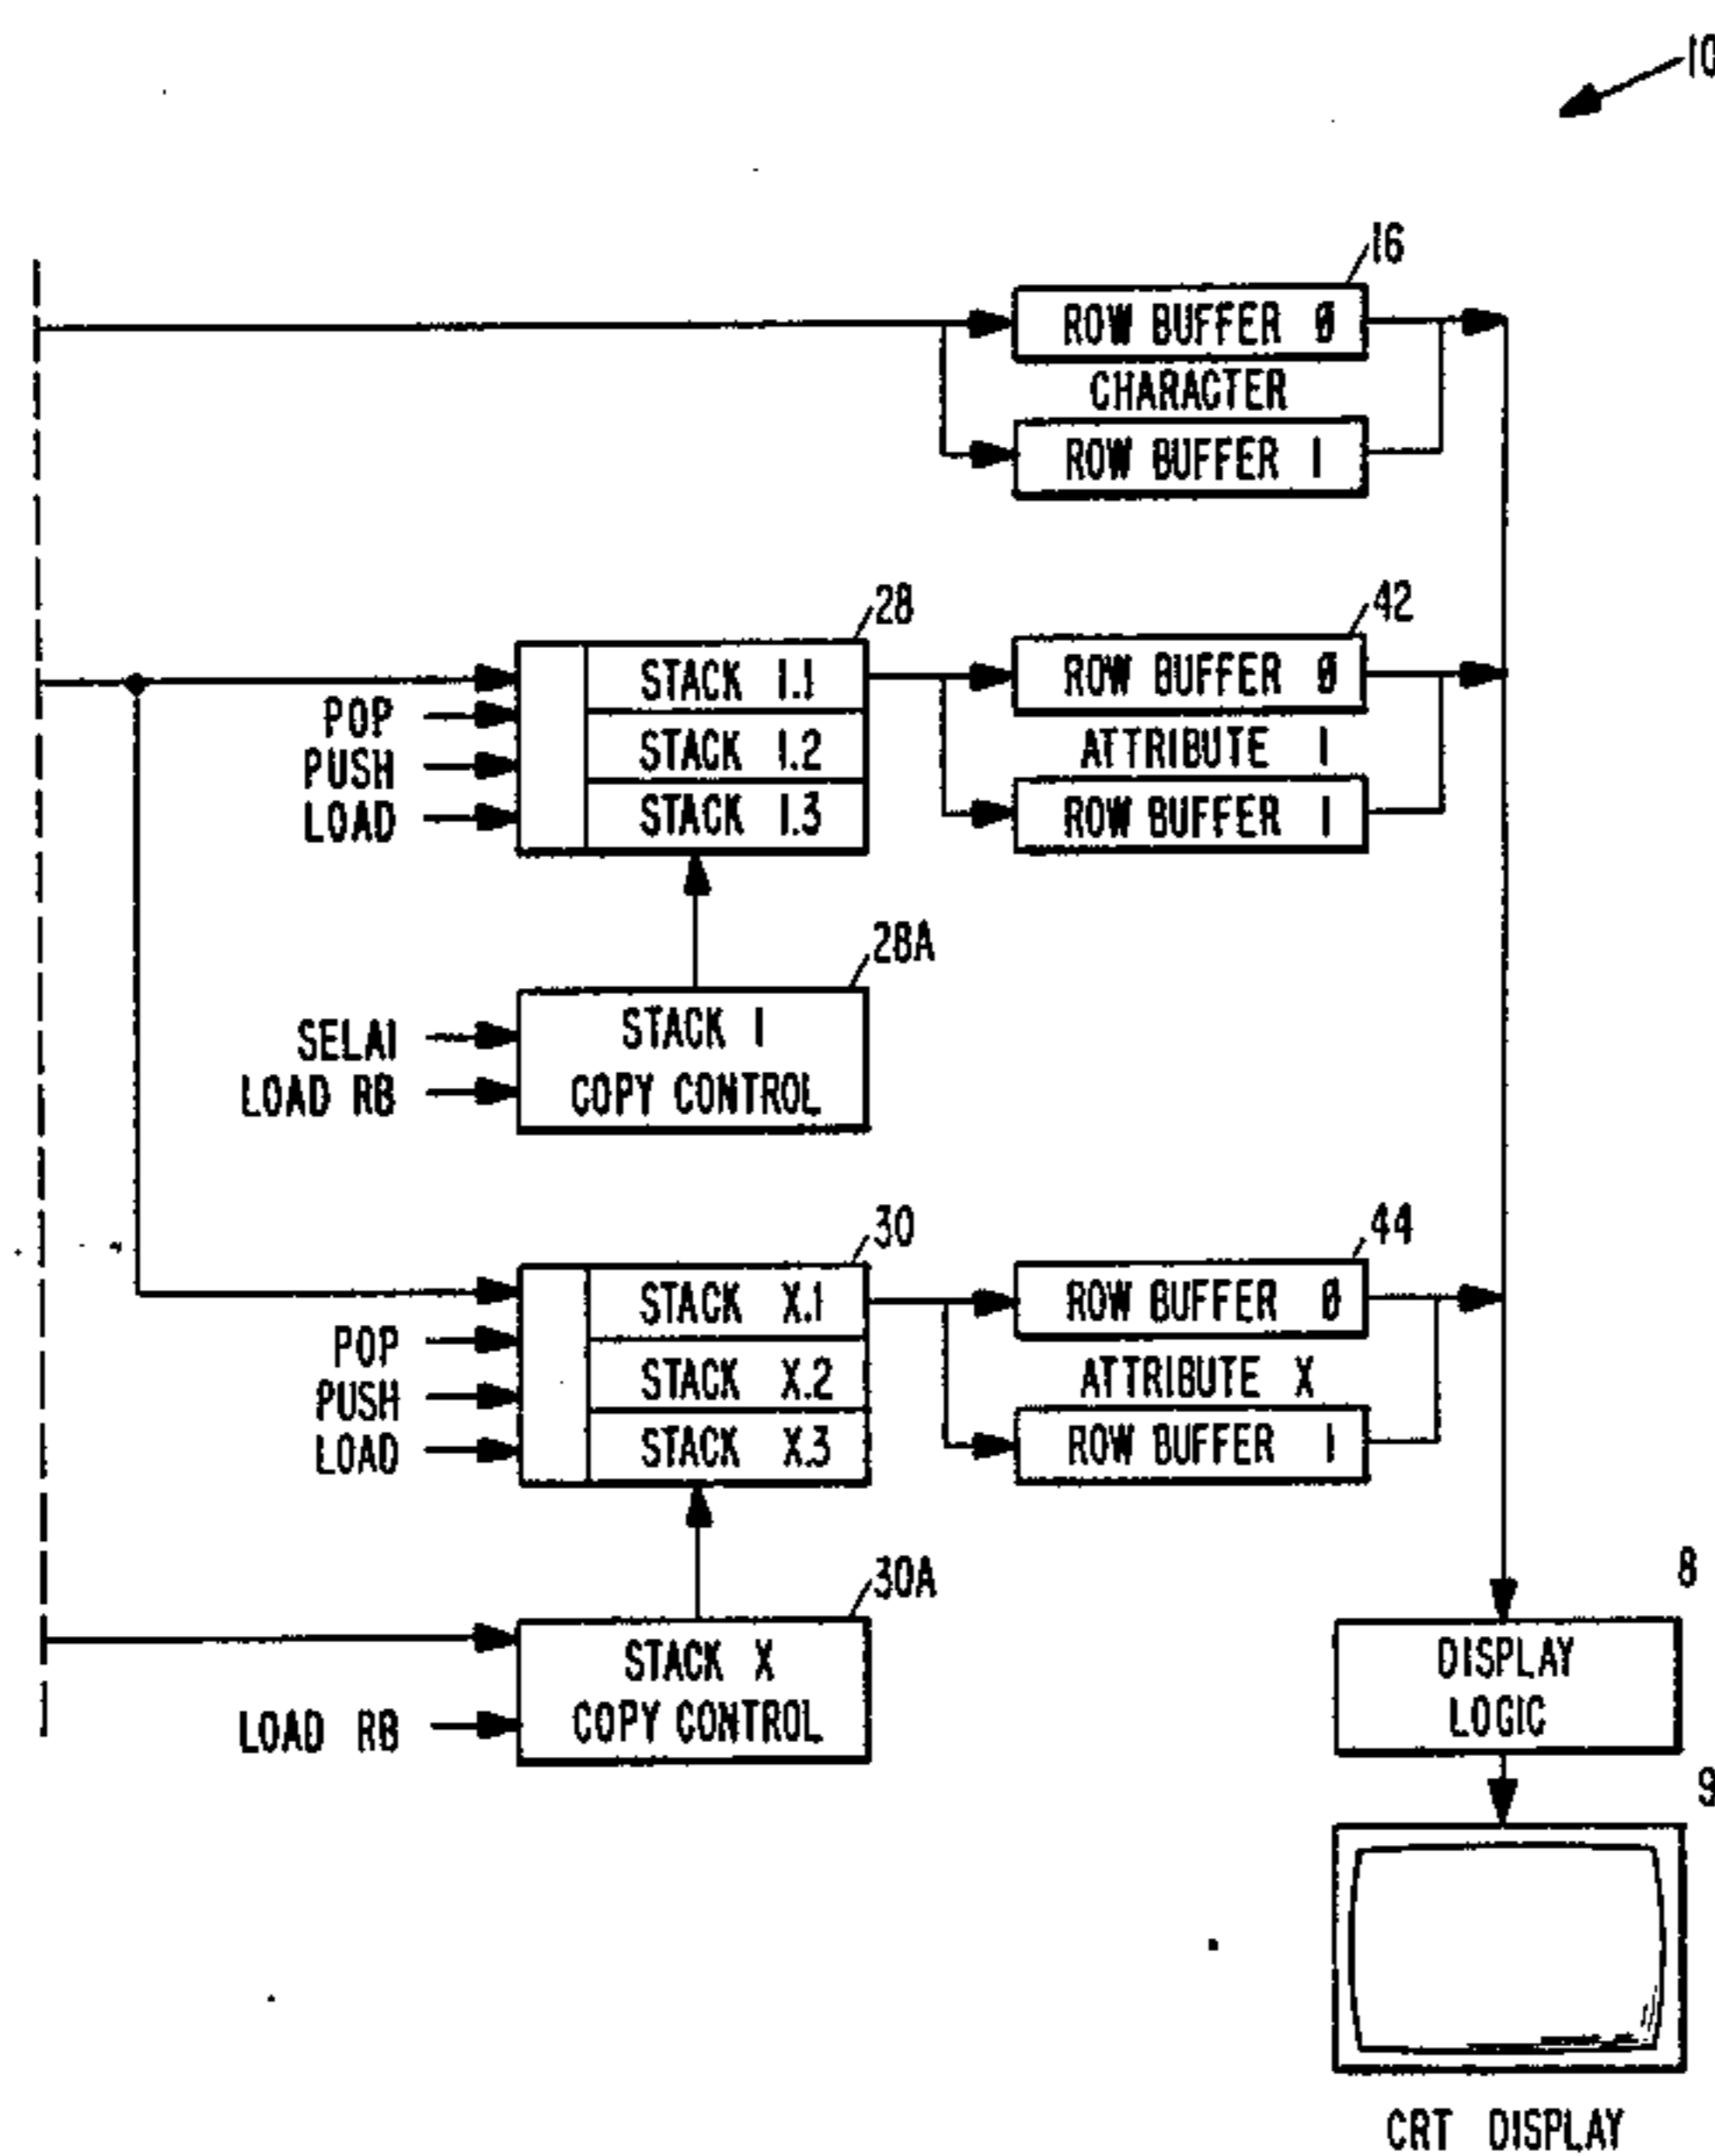 10
16
ROW BUFFER 0
CHARACTER
ROW BUFFER 1
28
42
STACK 1.1
ROW BUFFER 0
POP
STACK 1.2
ATTRIBUTE 1
PUSH
LOAD
STACK 1.3
ROW BUFFER 1
28A
SELA1
STACK 1
LOAD RB
COPY CONTROL
30
44
STACK X.1
ROW BUFFER 0
POP
STACK X.2
ATTRIBUTE X
PUSH
LOAD
STACK X.3
ROW BUFFER 1
30A
8
STACK X
COPY CONTROL
LOAD RB
DISPLAY
LOGIC
9
CRT DISPLAY